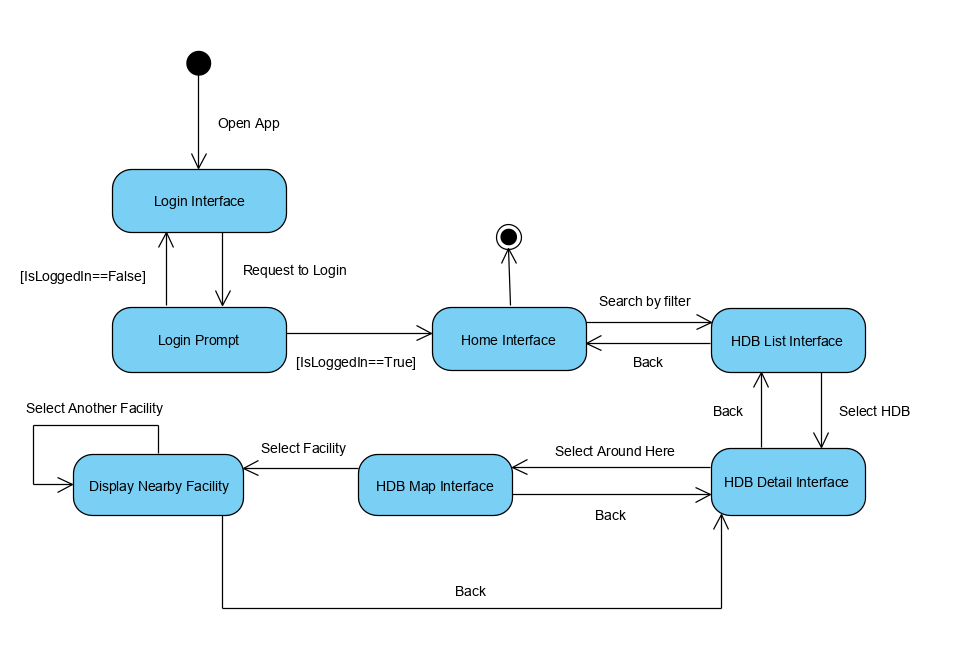 Open App
Login Interface
[IsLoggedIn==False]
Request to Login
Login Prompt
[IsLoggedIn==True]
Home Interface
Search by filter
Back
HDB List Interface
Back
Select HDB
Select Another Facility
Display Nearby Facility
Select Facility
HDB Map Interface
Select Around Here
Back
HDB Detail Interface
Back